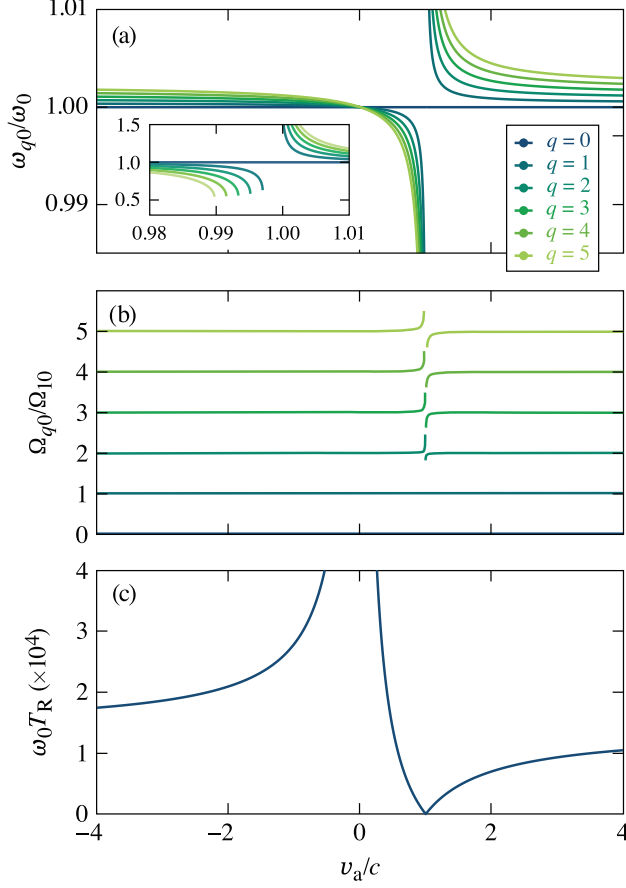 (a)
ω_{q0}/ω_0
1.01
1.00
0.99
1.5
1.0
0.5
0.98 0.99 1.00 1.01
q = 0
q = 1
q = 2
q = 3
q = 4
q = 5
(b)
Ω_{q0}/Ω_{10}
5
4
3
2
1
0
(c)
ω_0T_R (×10^4)
4
3
2
1
0
−4 −2 0 2 4
v_a/c